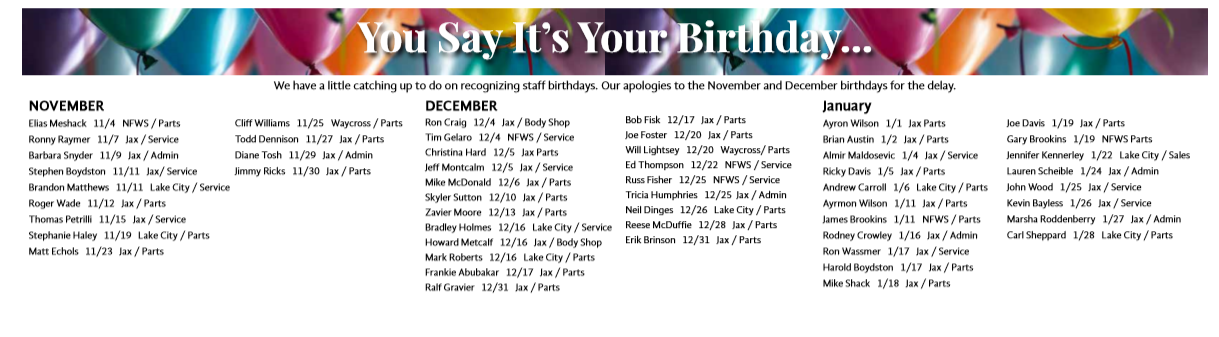 You Say It's Your Birthday...
We have a little catching up to do on recognizing staff birthdays. Our apologies to the November and December birthdays for the delay.
NOVEMBER
Elias Meshack 11/4 NFWS / Parts
Ronny Raymer 11/7 Jax / Service
Barbara Snyder 11/9 Jax / Admin
Stephen Boydston 11/11 Jax/ Service
Brandon Matthews 11/11 Lake City / Service
Roger Wade 11/12 Jax / Parts
Thomas Petrilli 11/15 Jax / Service
Stephanie Haley 11/19 Lake City / Parts
Matt Echols 11/23 Jax / Parts
Cliff Williams 11/25 Waycross / Parts
Todd Dennison 11/27 Jax / Parts
Diane Tosh 11/29 Jax / Admin
Jimmy Ricks 11/30 Jax / Parts
DECEMBER
Ron Craig 12/4 Jax / Body Shop
Tim Gelaro 12/4 NFWS / Service
Christina Hard 12/5 Jax Parts
Jeff Montcalm 12/5 Jax / Service
Mike McDonald 12/6 Jax / Parts
Skyler Sutton 12/10 Jax / Parts
Zavier Moore 12/13 Jax / Parts
Bradley Holmes 12/16 Lake City / Service
Howard Metcalf 12/16 Jax / Body Shop
Mark Roberts 12/16 Lake City / Parts
Frankie Abubakar 12/17 Jax / Parts
Ralf Gravier 12/31 Jax / Parts
Bob Fisk 12/17 Jax / Parts
Joe Foster 12/20 Jax / Parts
Will Lightsey 12/20 Waycross/ Parts
Ed Thompson 12/22 NFWS / Service
Russ Fisher 12/25 NFWS / Service
Tricia Humphries 12/25 Jax / Admin
Neil Dinges 12/26 Lake City / Parts
Reese McDuffie 12/28 Jax / Parts
Erik Brinson 12/31 Jax / Parts
January
Ayron Wilson 1/1 Jax Parts
Brian Austin 1/2 Jax / Parts
Almir Maldosevic 1/4 Jax / Service
Ricky Davis 1/5 Jax / Parts
Andrew Carroll 1/6 Lake City / Parts
Ayrmon Wilson 1/11 Jax / Parts
James Brookins 1/11 NFWS / Parts
Rodney Crowley 1/16 Jax / Admin
Ron Wassmer 1/17 Jax / Service
Harold Boydston 1/17 Jax / Parts
Mike Shack 1/18 Jax / Parts
Joe Davis 1/19 Jax / Parts
Gary Brookins 1/19 NFWS Parts
Jennifer Kennerley 1/22 Lake City / Sales
Lauren Scheible 1/24 Jax / Admin
John Wood 1/25 Jax / Service
Kevin Bayless 1/26 Jax / Service
Marsha Roddenberry 1/27 Jax / Admin
Carl Sheppard 1/28 Lake City / Parts